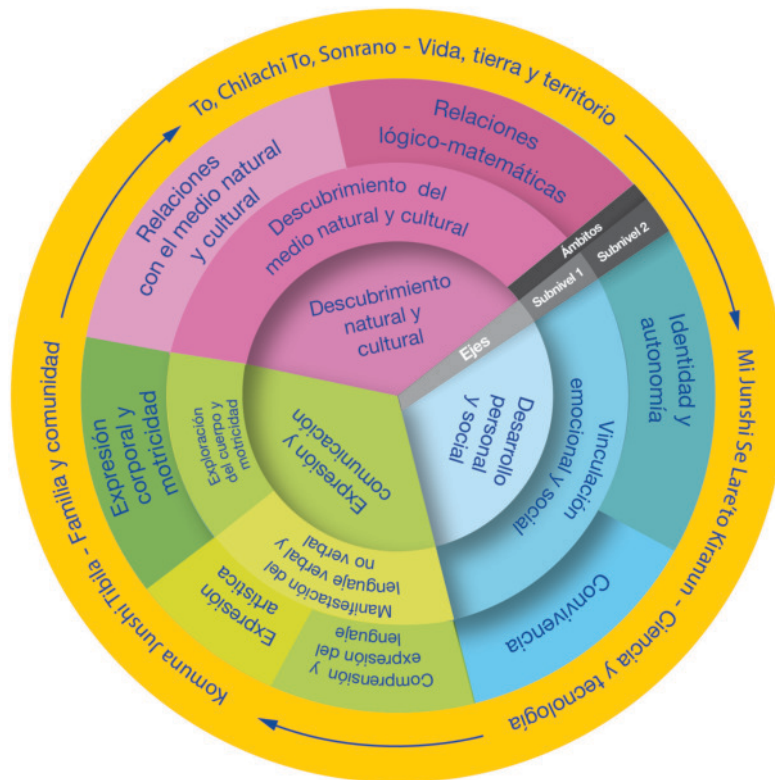 To, Chilachi To, Sonrano - Vida, tierra y territorio
Mi Junshi Se Lare'to Kiranun - Ciencia y tecnología
Komuna Junshi Tibila - Familia y comunidad
Relaciones
con el medio natural
y cultural
Relaciones
lógico-matemáticas
Descubrimiento del
medio natural y cultural
Descubrimiento
natural y
cultural
Ámbitos
Subnivel 2
Subnivel 1
Ejes
Identidad y
autonomía
Vinculación
emocional y social
Desarrollo
personal
y social
Convivencia
Expresión y
comunicación
Exploración
del cuerpo y
motricidad
Expresión
corporal y
motricidad
Manifestación del
lenguaje verbal y
no verbal
Expresión
artística
Comprensión y
expresión del
lenguaje